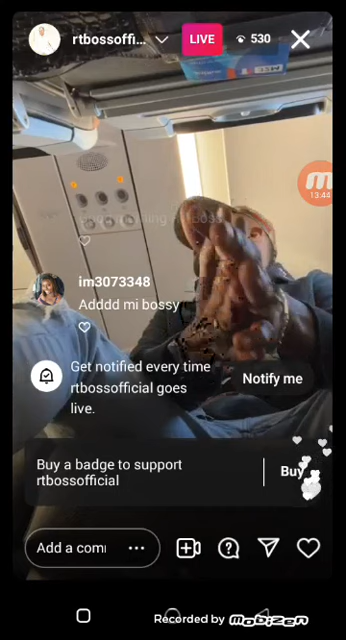 rtbossoffi...
LIVE
530
13:44
im3073348
Adddd mi bossy
Get notified every time
rtbossofficial goes
live.
Notify me
Buy a badge to support
rtbossofficial
Buy
Add a com
Recorded by mobizen